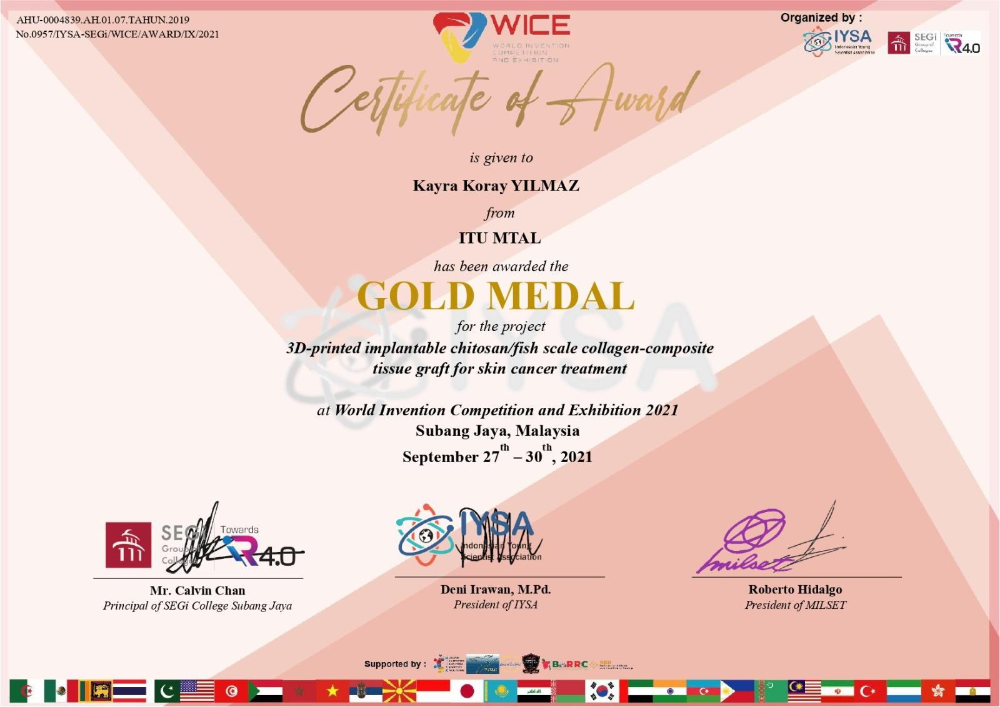 AHU-0004839.AH.01.07.TAHUN.2019
No.0957/IYSA-SEGi/WICE/AWARD/IX/2021
WICE
WORLD INVENTION
COMPETITION
AND EXHIBITION
Organized by :
IYSA
Indonesian Young
Scientist Association
SEGi
Group of
Colleges
Towards
IR4.0
Certificate of Award
is given to
Kayra Koray YILMAZ
from
ITU MTAL
has been awarded the
GOLD MEDAL
IYSA
for the project
3D-printed implantable chitosan/fish scale collagen-composite
tissue graft for skin cancer treatment
at World Invention Competition and Exhibition 2021
Subang Jaya, Malaysia
September 27th – 30th, 2021
SEGi
Group of
Colleges
Towards
IR4.0
IYSA
Indonesian Young
Scientist Association
milset
Mr. Calvin Chan
Principal of SEGi College Subang Jaya
Deni Irawan, M.Pd.
President of IYSA
Roberto Hidalgo
President of MILSET
Supported by :